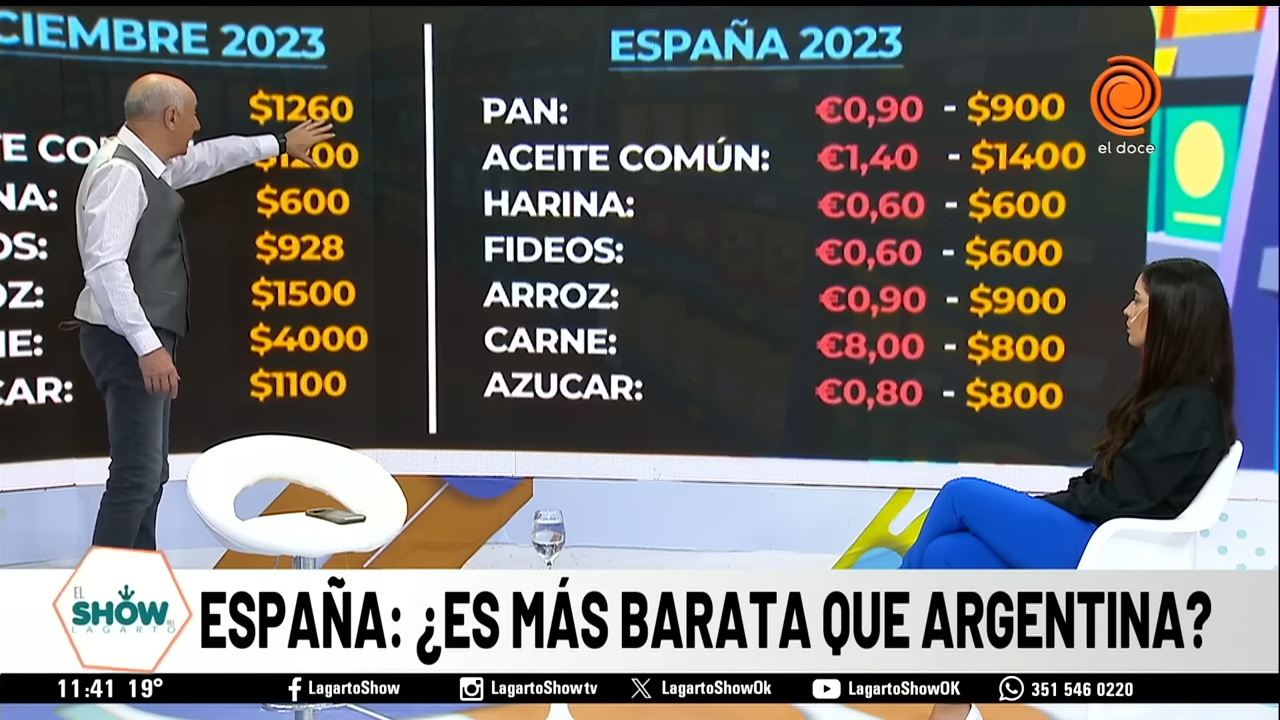 CIEMBRE 2023
$1260
TE CO
$1200
NA: $600
OS: $928
OZ: $1500
NE: $4000
CAR: $1100
ESPAÑA 2023
PAN: €0,90 - $900
ACEITE COMÚN: €1,40 - $1400
HARINA: €0,60 - $600
FIDEOS: €0,60 - $600
ARROZ: €0,90 - $900
CARNE: €8,00 - $800
AZUCAR: €0,80 - $800
el doce
EL SHOW DEL LAGARTO
ESPAÑA: ¿ES MÁS BARATA QUE ARGENTINA?
11:41 19° LagartoShow LagartoShowtv LagartoShowOk LagartoShowOK 351 546 0220